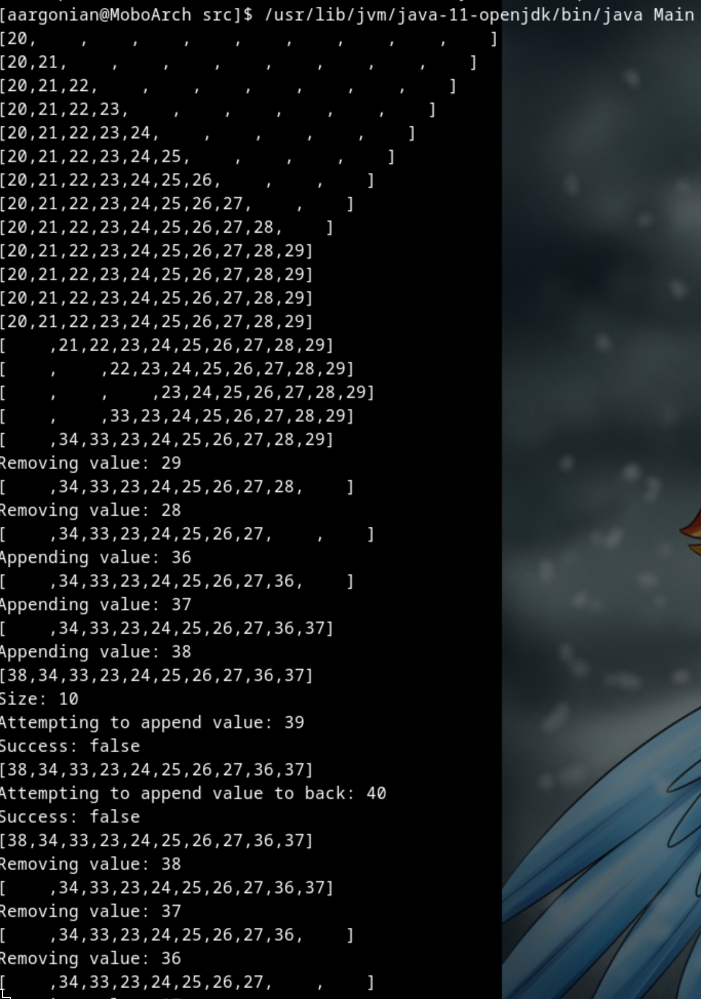 [aargonian@MoboArch src]$ /usr/lib/jvm/java-11-openjdk/bin/java Main
[20,    ,    ,    ,    ,    ,    ,    ,    ,    ]
[20,21,    ,    ,    ,    ,    ,    ,    ,    ]
[20,21,22,    ,    ,    ,    ,    ,    ,    ]
[20,21,22,23,    ,    ,    ,    ,    ,    ]
[20,21,22,23,24,    ,    ,    ,    ,    ]
[20,21,22,23,24,25,    ,    ,    ,    ]
[20,21,22,23,24,25,26,    ,    ,    ]
[20,21,22,23,24,25,26,27,    ,    ]
[20,21,22,23,24,25,26,27,28,    ]
[20,21,22,23,24,25,26,27,28,29]
[20,21,22,23,24,25,26,27,28,29]
[20,21,22,23,24,25,26,27,28,29]
[20,21,22,23,24,25,26,27,28,29]
[    ,21,22,23,24,25,26,27,28,29]
[    ,    ,22,23,24,25,26,27,28,29]
[    ,    ,    ,23,24,25,26,27,28,29]
[    ,    ,33,23,24,25,26,27,28,29]
[    ,34,33,23,24,25,26,27,28,29]
Removing value: 29
[    ,34,33,23,24,25,26,27,28,    ]
Removing value: 28
[    ,34,33,23,24,25,26,27,    ,    ]
Appending value: 36
[    ,34,33,23,24,25,26,27,36,    ]
Appending value: 37
[    ,34,33,23,24,25,26,27,36,37]
Appending value: 38
[38,34,33,23,24,25,26,27,36,37]
Size: 10
Attempting to append value: 39
Success: false
[38,34,33,23,24,25,26,27,36,37]
Attempting to append value to back: 40
Success: false
[38,34,33,23,24,25,26,27,36,37]
Removing value: 38
[    ,34,33,23,24,25,26,27,36,37]
Removing value: 37
[    ,34,33,23,24,25,26,27,36,    ]
Removing value: 36
[    ,34,33,23,24,25,26,27,    ,    ]